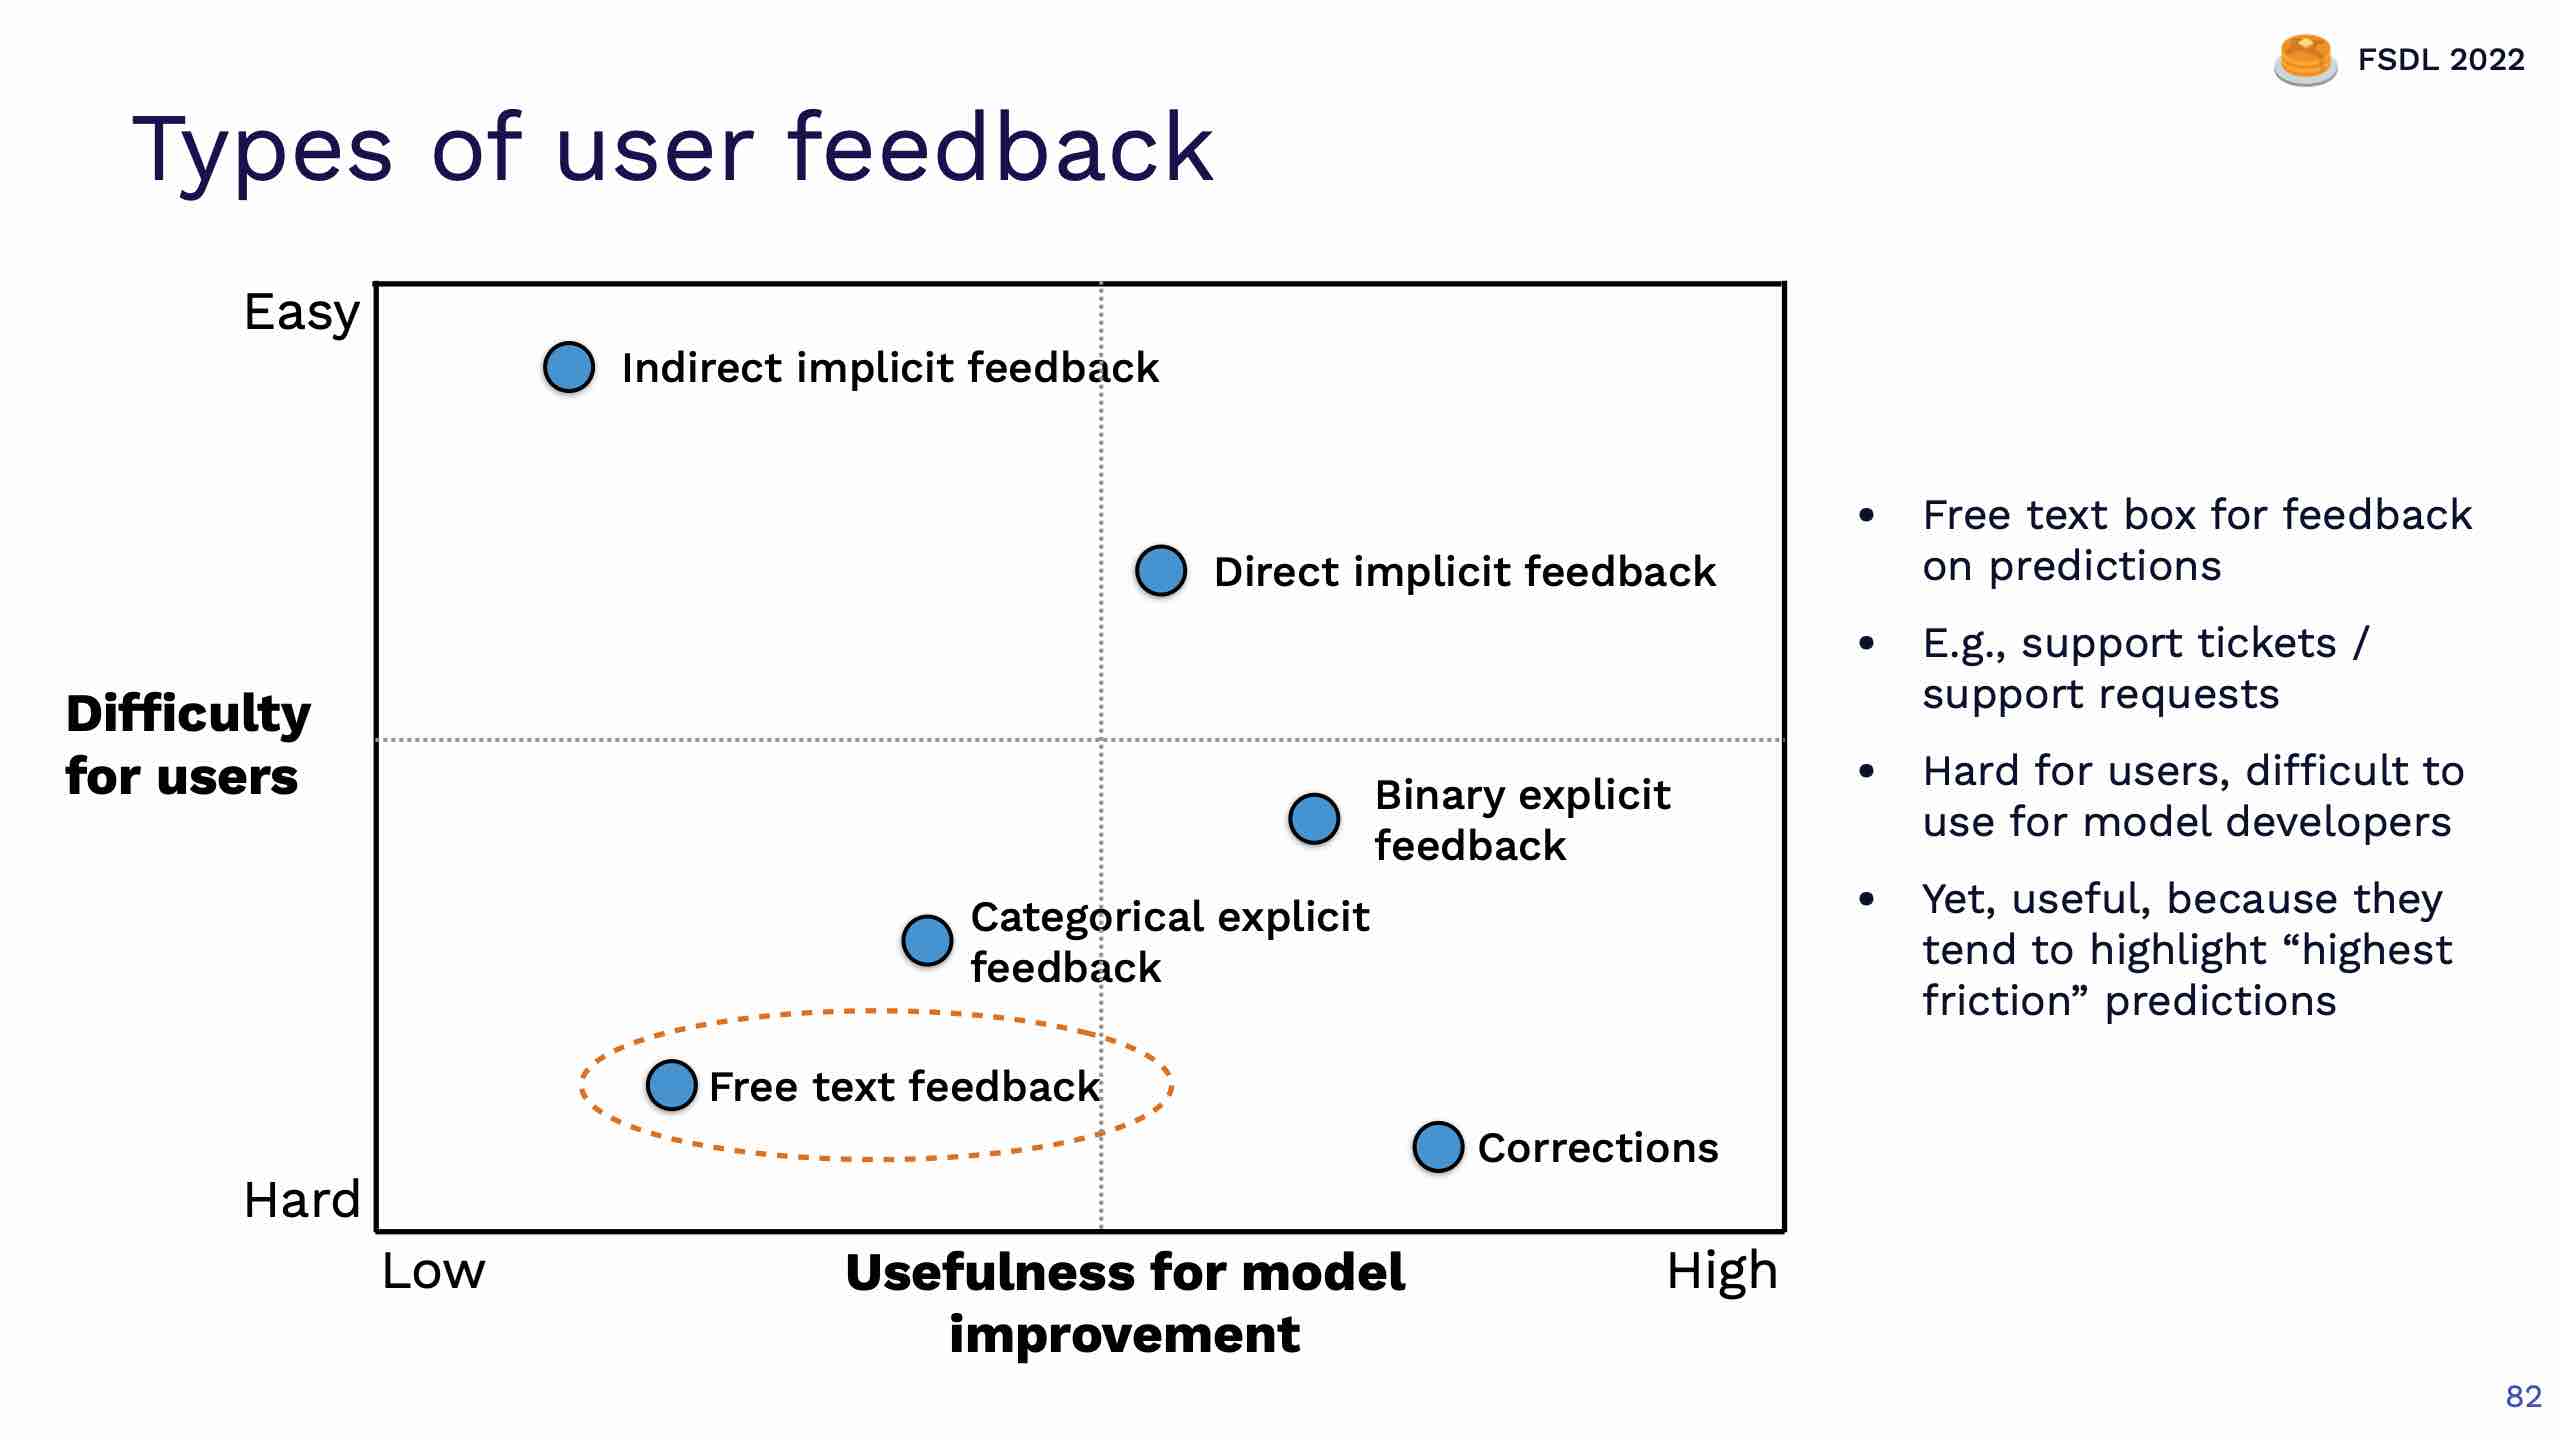 FSDL 2022
Types of user feedback
Easy
Indirect implicit feedback
Direct implicit feedback
Difficulty
for users
Binary explicit
feedback
Categorical explicit
feedback
Free text feedback
Corrections
Hard
Low
Usefulness for model
improvement
High
• Free text box for feedback
on predictions
• E.g., support tickets /
support requests
• Hard for users, difficult to
use for model developers
• Yet, useful, because they
tend to highlight “highest
friction” predictions
82